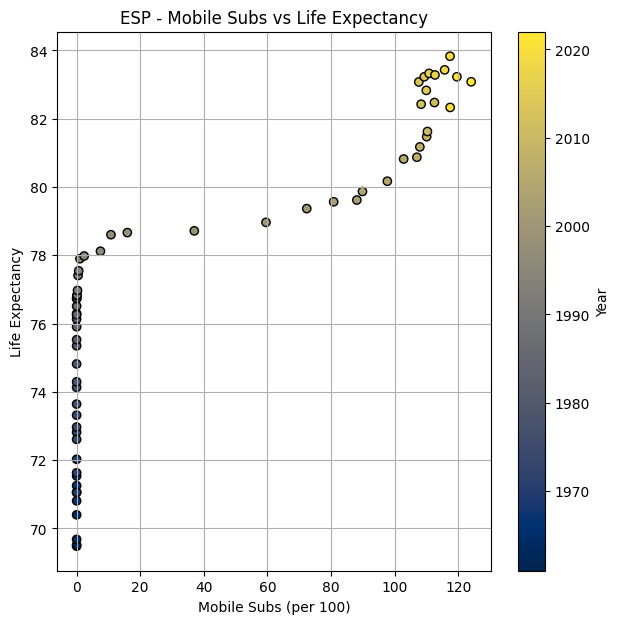 ESP - Mobile Subs vs Life Expectancy
84
82
80
78
76
74
72
70
Life Expectancy
0 20 40 60 80 100 120
Mobile Subs (per 100)
2020
2010
2000
1990
1980
1970
Year